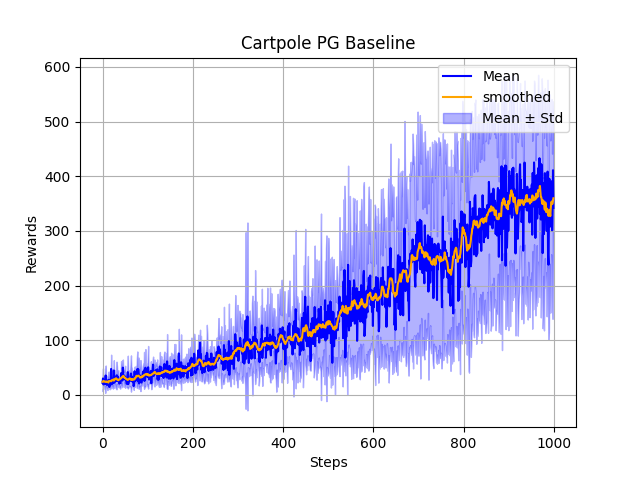 Cartpole PG Baseline
Mean
smoothed
Mean ± Std
Rewards
600
500
400
300
200
100
0
0 200 400 600 800 1000
Steps